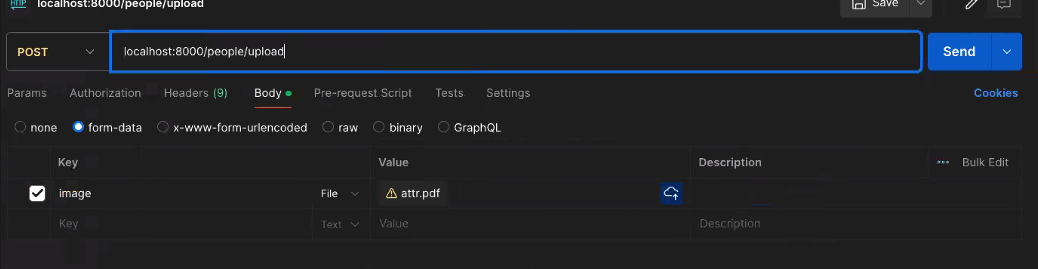 HTTP localhost:8000/people/upload Save
POST localhost:8000/people/upload Send
Params Authorization Headers (9) Body Pre-request Script Tests Settings Cookies
none form-data x-www-form-urlencoded raw binary GraphQL
Key Value Description ••• Bulk Edit
image File attr.pdf
Key Text Value Description